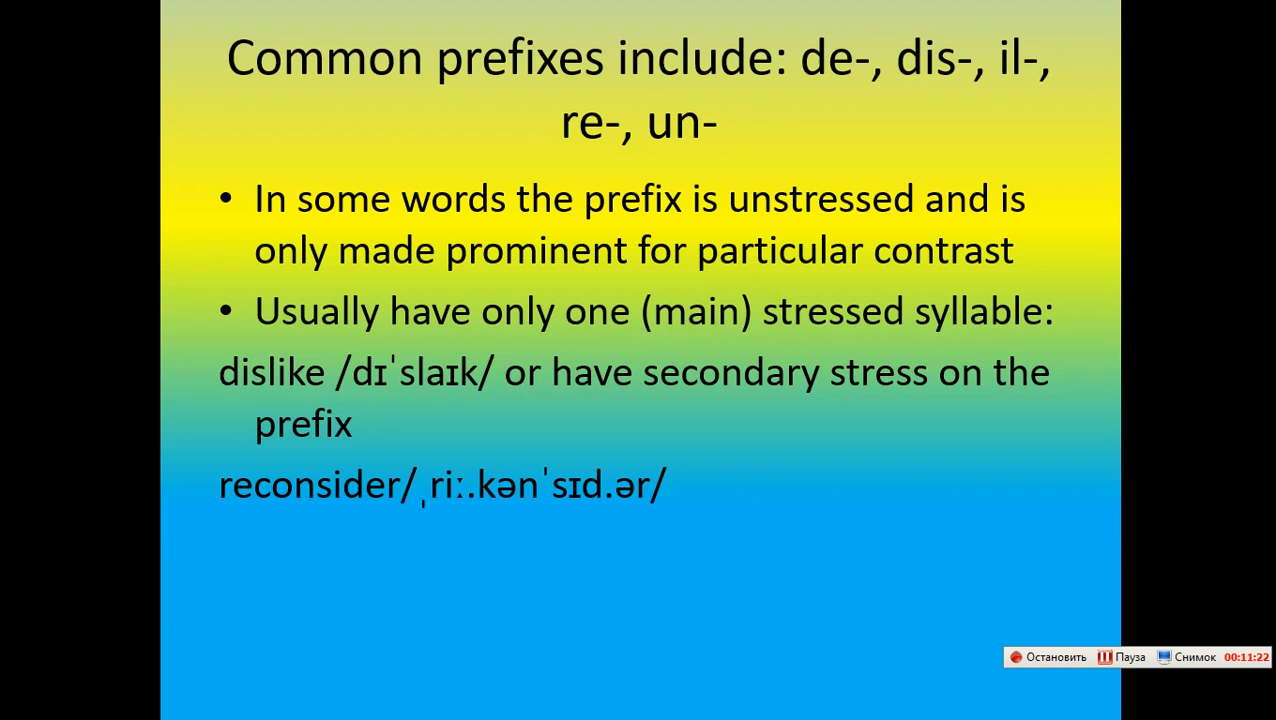 Common prefixes include: de-, dis-, il-,
re-, un-
• In some words the prefix is unstressed and is
only made prominent for particular contrast
• Usually have only one (main) stressed syllable:
dislike /dɪˈslaɪk/ or have secondary stress on the
prefix
reconsider/ˌriː.kənˈsɪd.ər/
Остановить Пауза Снимок 00:11:22